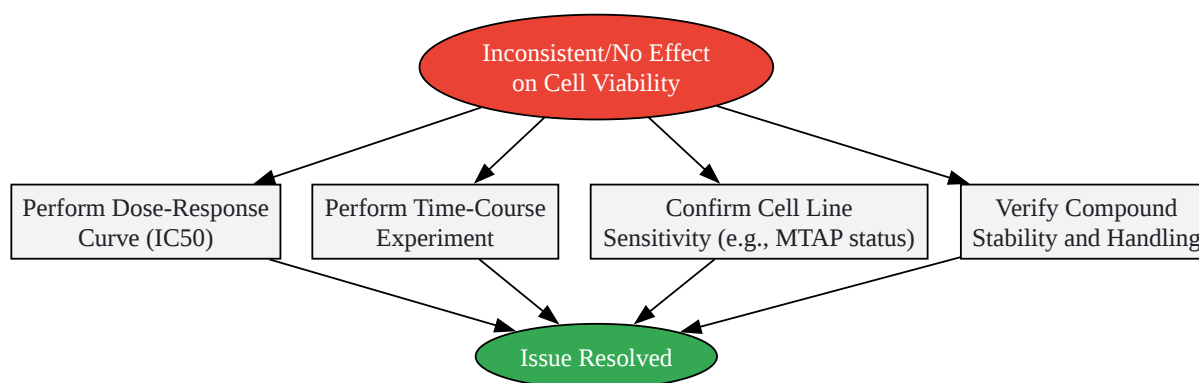 Inconsistent/No Effect
on Cell Viability
Perform Dose-Response
Curve (IC50)
Perform Time-Course
Experiment
Confirm Cell Line
Sensitivity (e.g., MTAP status)
Verify Compound
Stability and Handling
Issue Resolved